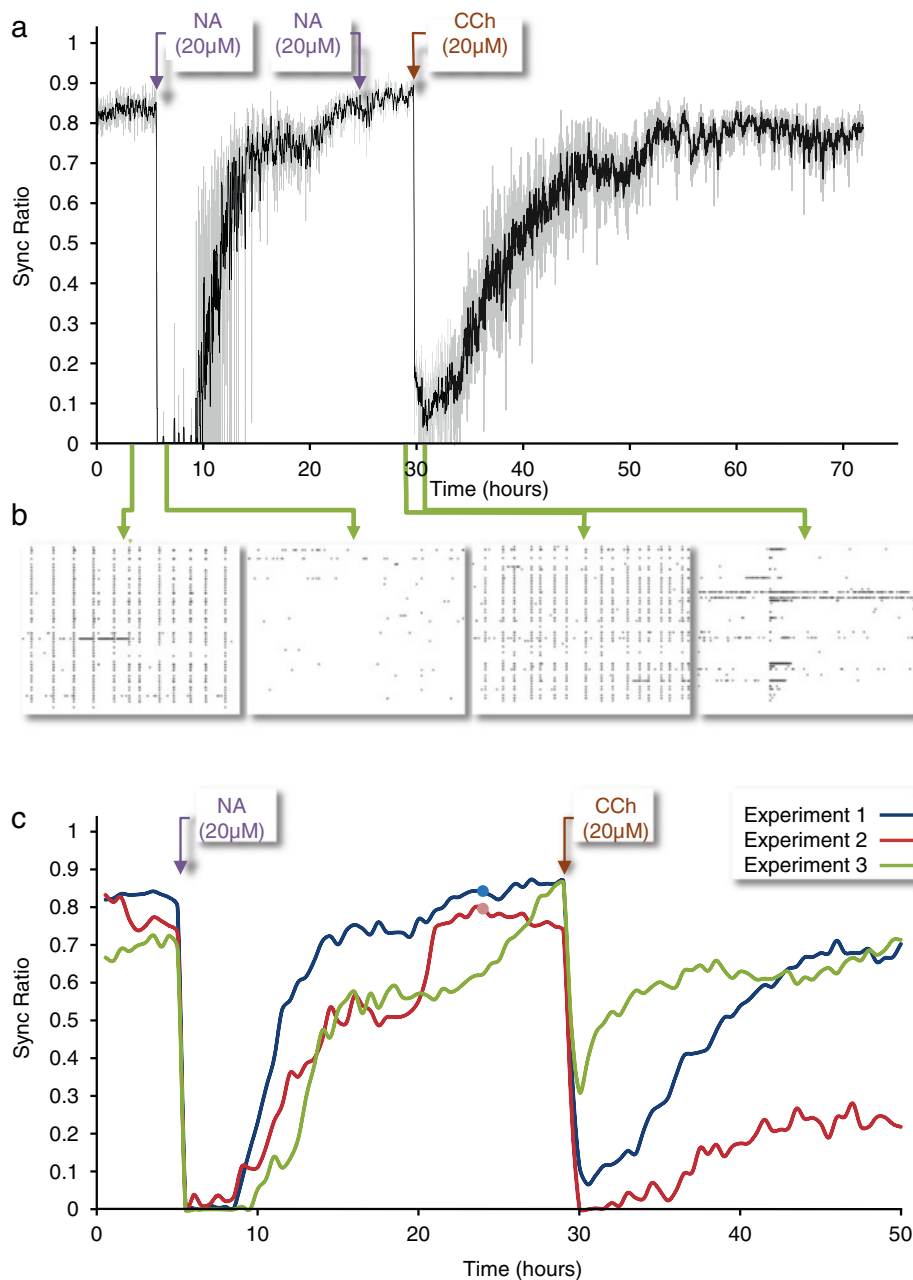 a
NA
(20µM)
NA
(20µM)
CCh
(20µM)
1
0.9
0.8
0.7
0.6
0.5
0.4
0.3
0.2
0.1
0
Sync Ratio
0
10
20
30
40
50
60
70
Time (hours)
b
c
NA
(20µM)
CCh
(20µM)
Experiment 1
Experiment 2
Experiment 3
1
0.9
0.8
0.7
0.6
0.5
0.4
0.3
0.2
0.1
0
Sync Ratio
0
10
20
30
40
50
Time (hours)